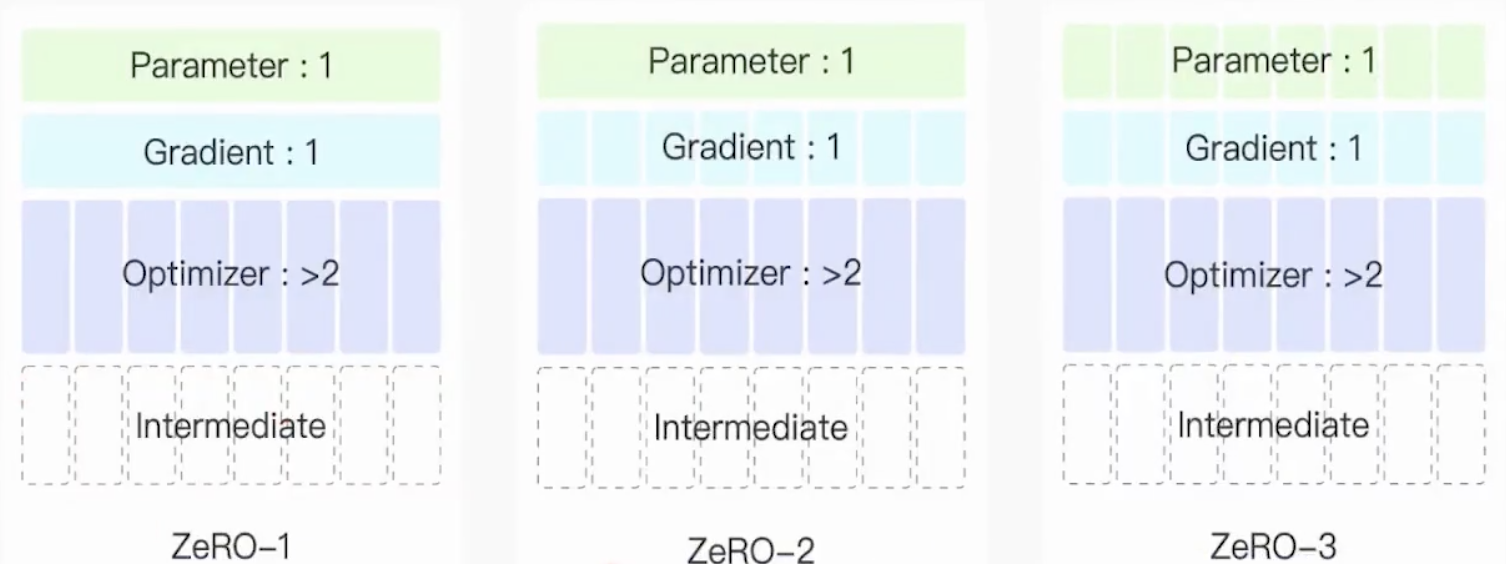 Parameter : 1
Gradient : 1
Optimizer : >2
Intermediate
ZeRO-1
Parameter : 1
Gradient : 1
Optimizer : >2
Intermediate
ZeRO-2
Parameter : 1
Gradient : 1
Optimizer : >2
Intermediate
ZeRO-3